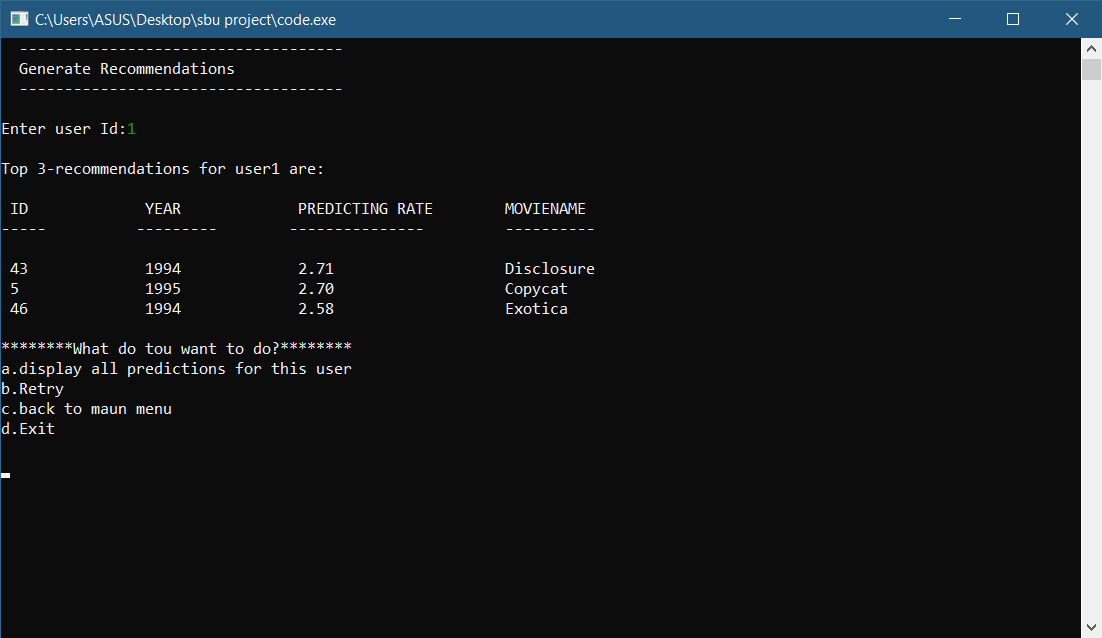 C:\Users\ASUS\Desktop\sbu project\code.exe
------------------------------------
Generate Recommendations
------------------------------------
Enter user Id:1
Top 3-recommendations for user1 are:
ID YEAR PREDICTING RATE MOVIENAME
----- --------- --------------- ----------
43 1994 2.71 Disclosure
5 1995 2.70 Copycat
46 1994 2.58 Exotica
********What do tou want to do?********
a.display all predictions for this user
b.Retry
c.back to maun menu
d.Exit